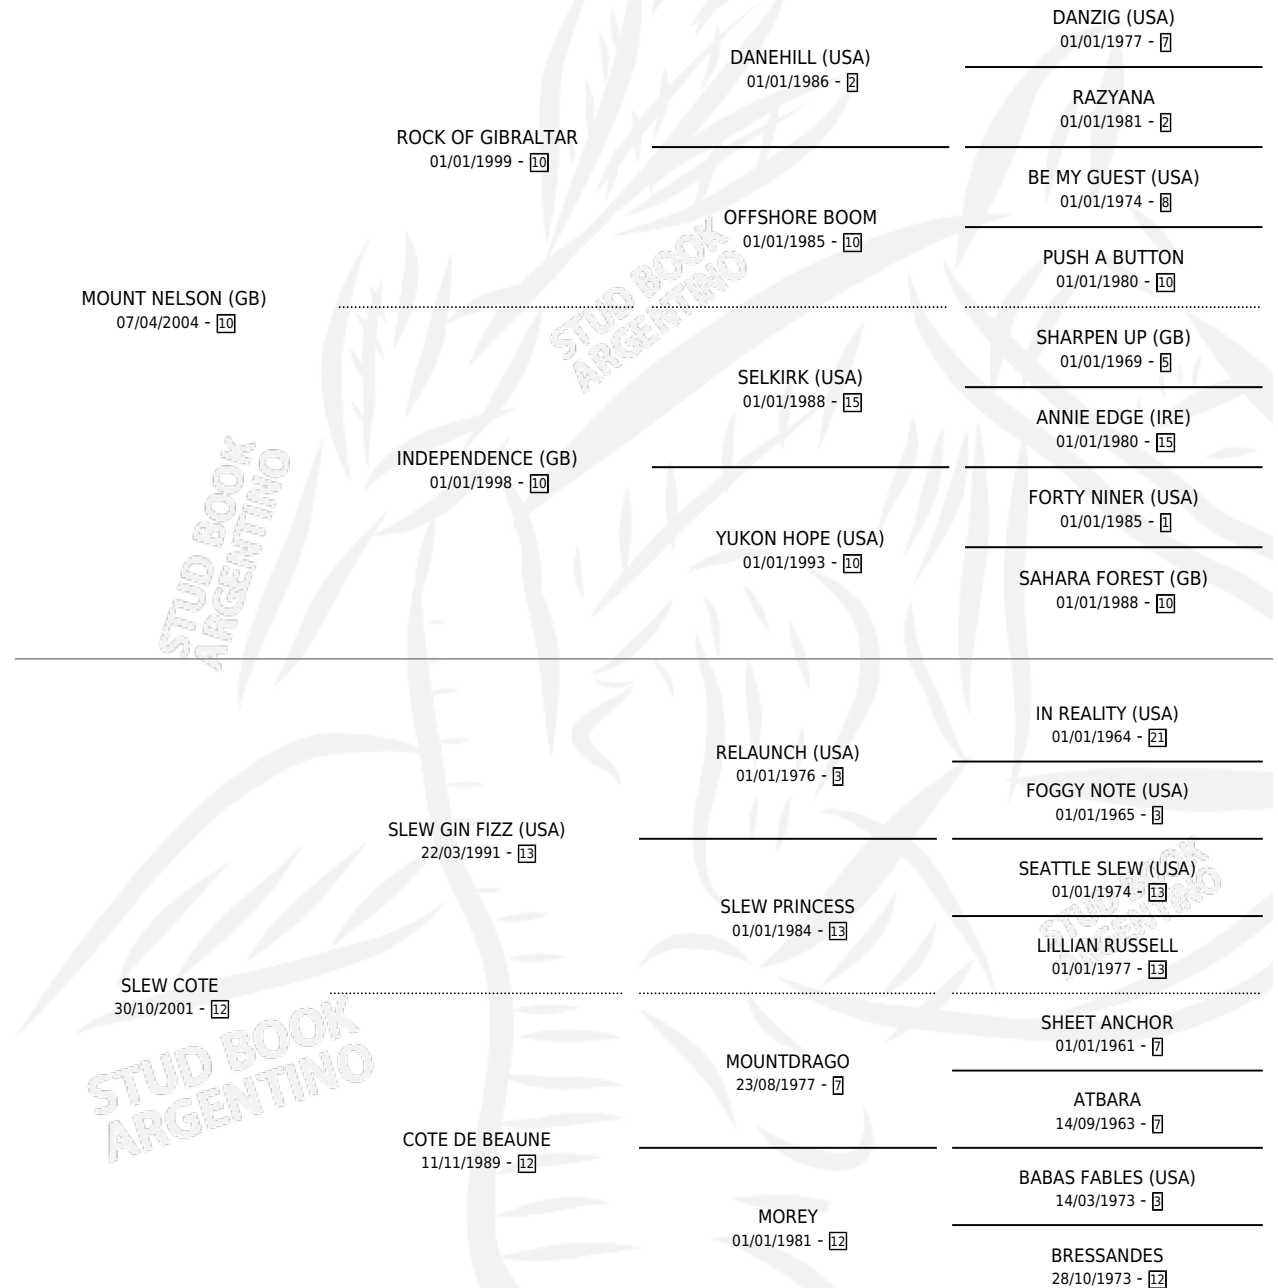 DANZIG (USA)
01/01/1977 - 7
DANEHILL (USA)
01/01/1986 - 2
RAZYANA
01/01/1981 - 2
ROCK OF GIBRALTAR
01/01/1999 - 10
BE MY GUEST (USA)
01/01/1974 - 8
OFFSHORE BOOM
01/01/1985 - 10
PUSH A BUTTON
01/01/1980 - 10
MOUNT NELSON (GB)
07/04/2004 - 10
SHARPEN UP (GB)
01/01/1969 - 5
SELKIRK (USA)
01/01/1988 - 15
ANNIE EDGE (IRE)
01/01/1980 - 15
INDEPENDENCE (GB)
01/01/1998 - 10
FORTY NINER (USA)
01/01/1985 - 1
YUKON HOPE (USA)
01/01/1993 - 10
SAHARA FOREST (GB)
01/01/1988 - 10
IN REALITY (USA)
01/01/1964 - 21
RELAUNCH (USA)
01/01/1976 - 3
FOGGY NOTE (USA)
01/01/1965 - 3
SLEW GIN FIZZ (USA)
22/03/1991 - 13
SEATTLE SLEW (USA)
01/01/1974 - 13
SLEW PRINCESS
01/01/1984 - 13
LILLIAN RUSSELL
01/01/1977 - 13
SLEW COTE
30/10/2001 - 12
SHEET ANCHOR
01/01/1961 - 7
MOUNTDRAGO
23/08/1977 - 7
ATBARA
14/09/1963 - 7
COTE DE BEAUNE
11/11/1989 - 12
BABAS FABLES (USA)
14/03/1973 - 3
MOREY
01/01/1981 - 12
BRESSANDES
28/10/1973 - 12
STUD BOOK
ARGENTINO
STUD BOOK
ARGENTINO
STUD BOOK
ARGENTINO
STUD BOOK
ARGENTINO